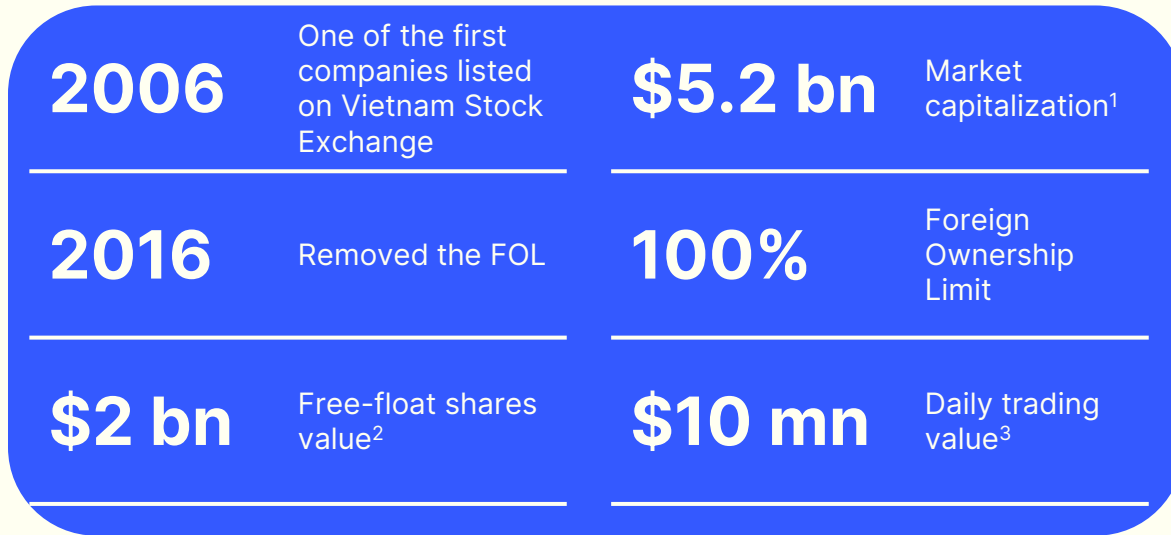 2006
One of the first
companies listed
on Vietnam Stock
Exchange
$5.2 bn
Market
capitalization¹
2016
Removed the FOL
100%
Foreign
Ownership
Limit
$2 bn
Free-float shares
value²
$10 mn
Daily trading
value³